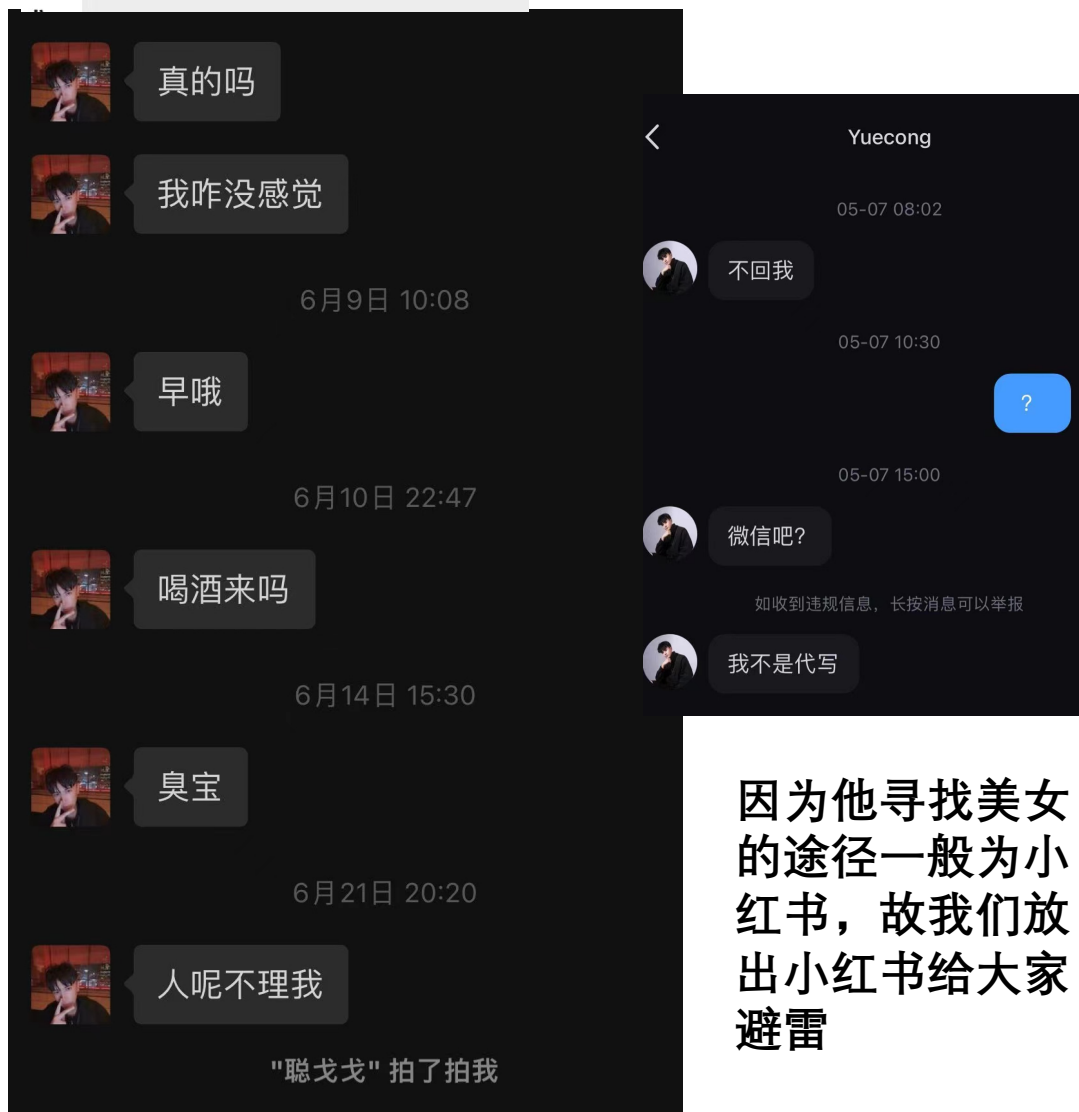 真的吗
我咋没感觉
6月9日 10:08
早哦
6月10日 22:47
喝酒来吗
6月14日 15:30
臭宝
6月21日 20:20
人呢不理我
"聪戈戈" 拍了拍我
Yuecong
05-07 08:02
不回我
05-07 10:30
?
05-07 15:00
微信吧?
如收到违规信息，长按消息可以举报
我不是代写
因为他寻找美女
的途径一般为小
红书，故我们放
出小红书给大家
避雷